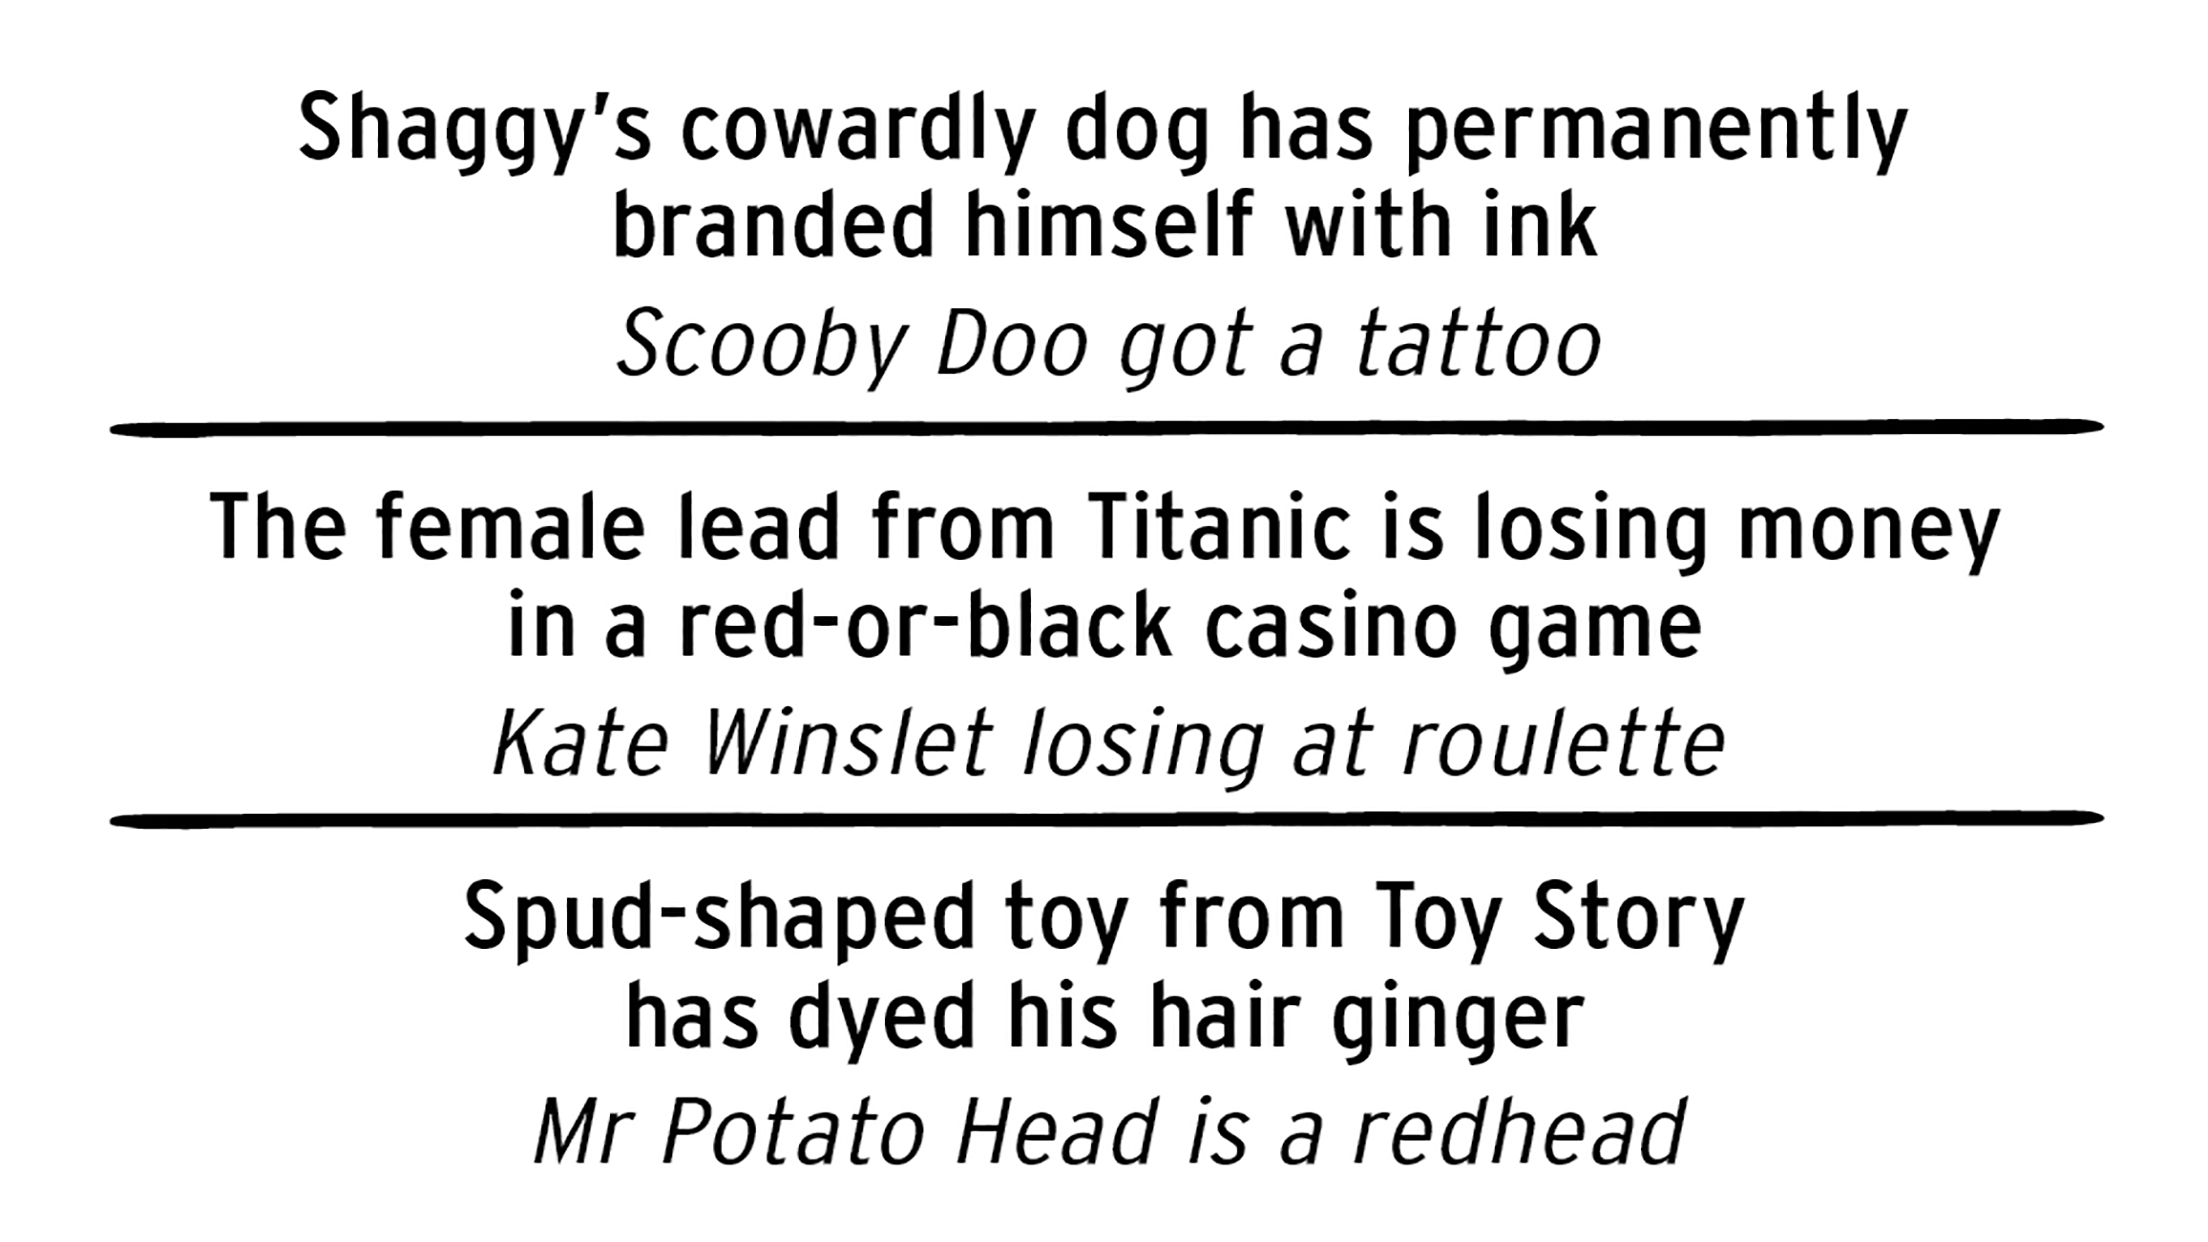 Shaggy’s cowardly dog has permanently
branded himself with ink
Scooby Doo got a tattoo
The female lead from Titanic is losing money
in a red-or-black casino game
Kate Winslet losing at roulette
Spud-shaped toy from Toy Story
has dyed his hair ginger
Mr Potato Head is a redhead